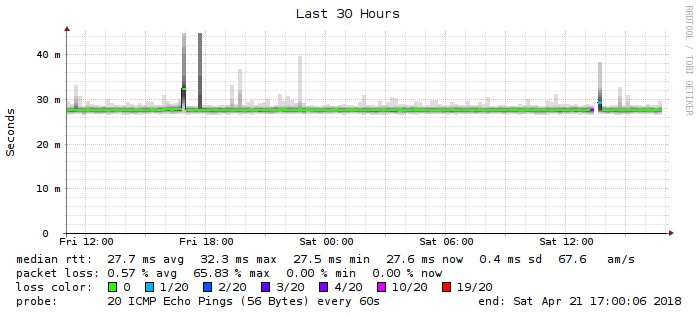 Last 30 Hours
RRDTOOL / TOBI OETIKER
Seconds
40 m
30 m
20 m
10 m
0
Fri 12:00 Fri 18:00 Sat 00:00 Sat 06:00 Sat 12:00
median rtt: 27.7 ms avg 32.3 ms max 27.5 ms min 27.6 ms now 0.4 ms sd 67.6 am/s
packet loss: 0.57 % avg 65.83 % max 0.00 % min 0.00 % now
loss color: 0 1/20 2/20 3/20 4/20 10/20 19/20
probe: 20 ICMP Echo Pings (56 Bytes) every 60s end: Sat Apr 21 17:00:06 2018